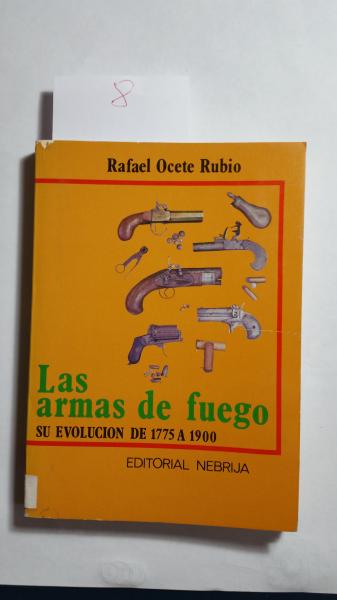 8
Rafael Ocete Rubio
Las
armas de fuego
SU EVOLUCION DE 1775 A 1900
EDITORIAL NEBRIJA